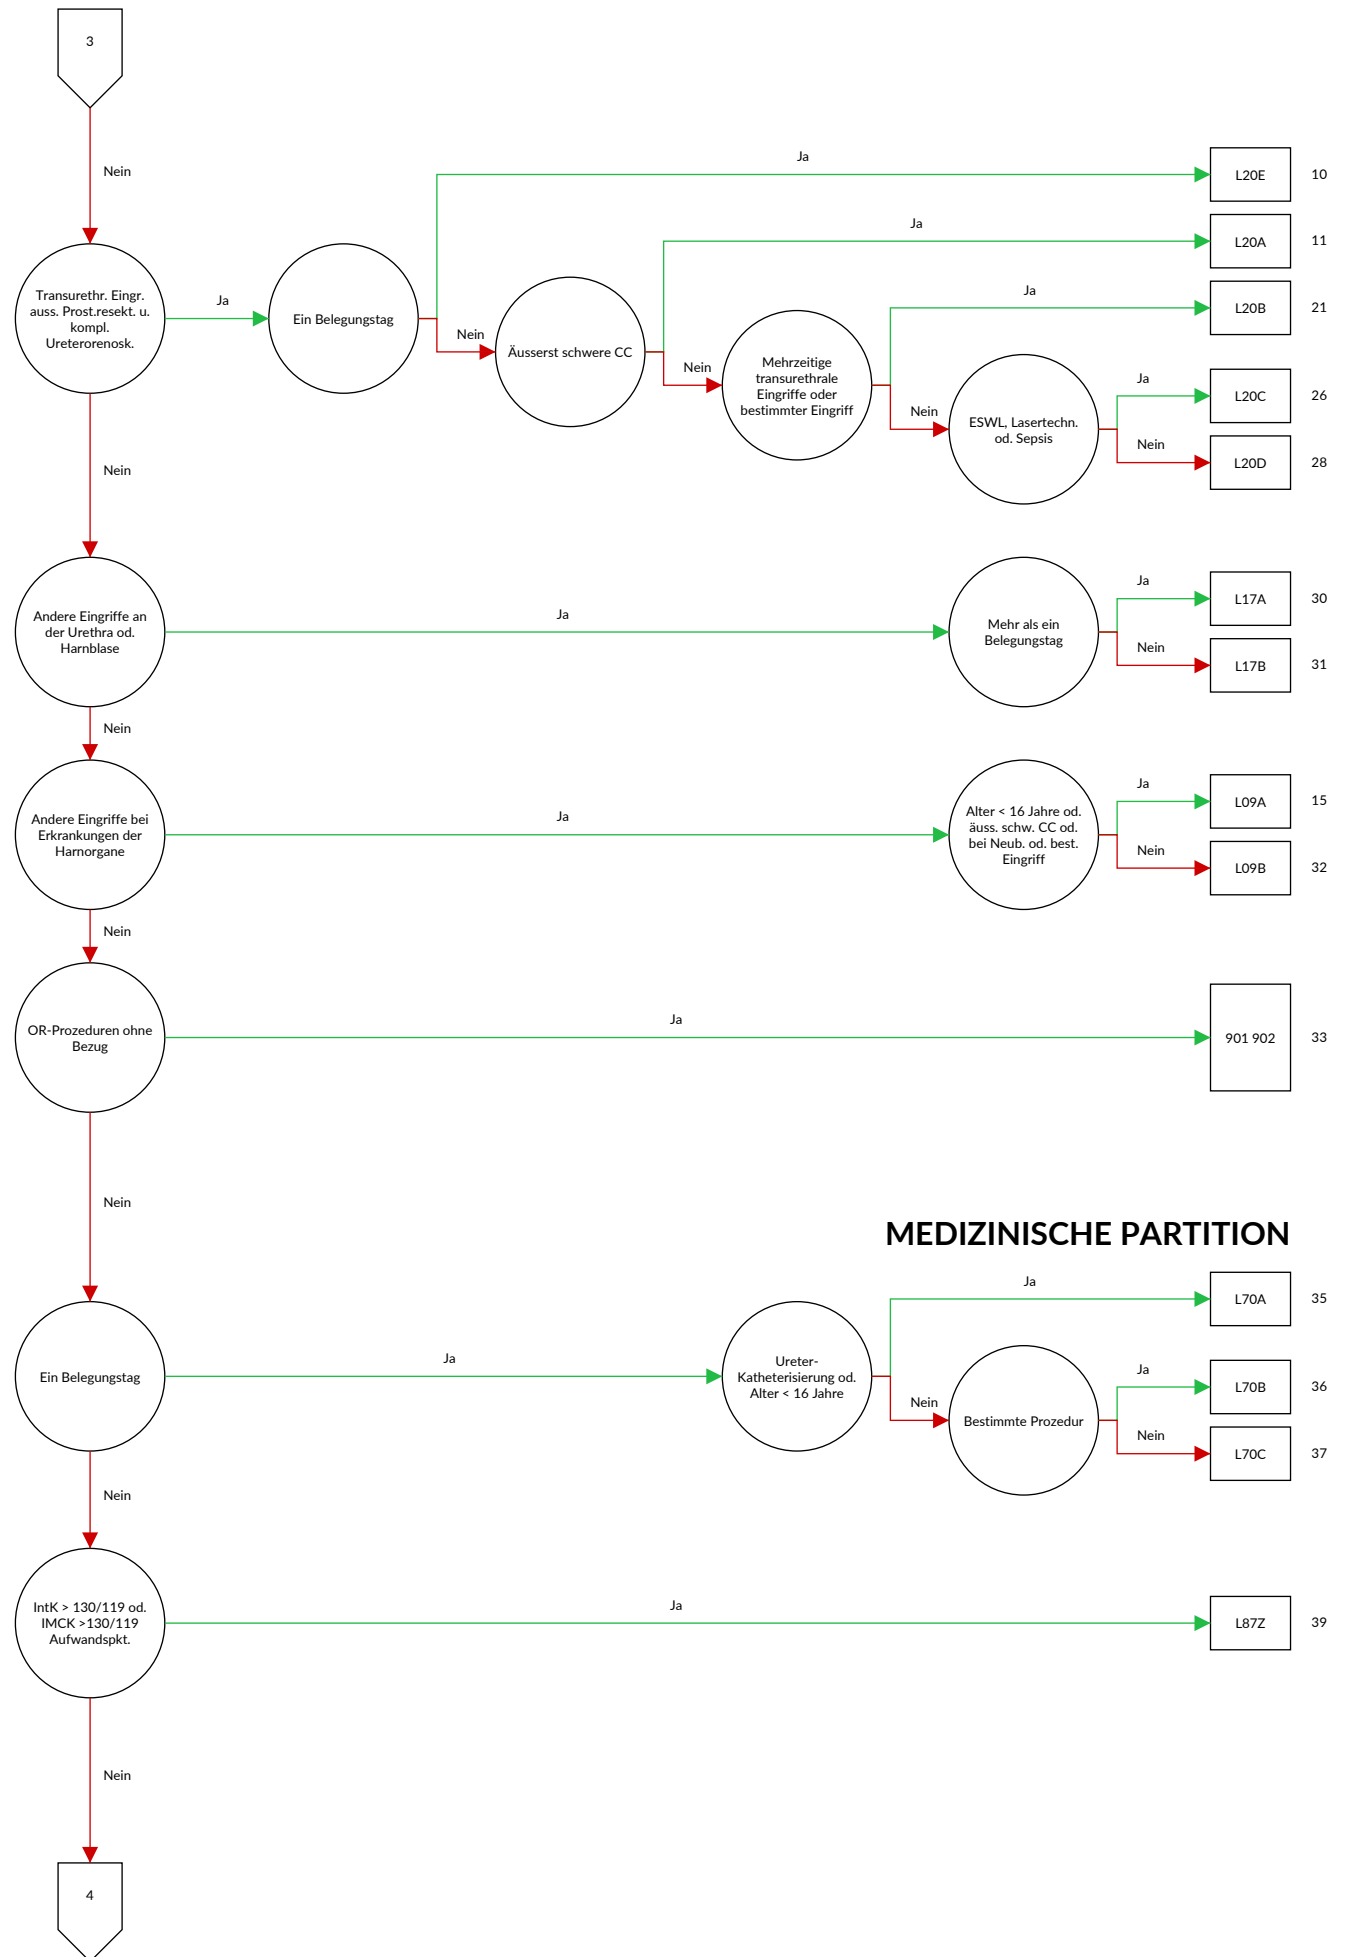 3
Nein
Ja
L20E
10
Ja
L20A
11
Ja
L20B
21
Transurethr. Eingr.
auss. Prost.resekt. u.
kompl.
Ureterorenosk.
Ja
Ein Belegungstag
Nein
Äusserst schwere CC
Nein
Mehrzeitige
transurethrale
Eingriffe oder
bestimmter Eingriff
Nein
ESWL, Lasertechn.
od. Sepsis
Ja
L20C
26
Nein
L20D
28
Nein
Andere Eingriffe an
der Urethra od.
Harnblase
Ja
Mehr als ein
Belegungstag
Ja
L17A
30
Nein
L17B
31
Nein
Andere Eingriffe bei
Erkrankungen der
Harnorgane
Ja
Alter < 16 Jahre od.
äuss. schw. CC od.
bei Neub. od. best.
Eingriff
Ja
L09A
15
Nein
L09B
32
Nein
OR-Prozeduren ohne
Bezug
Ja
901 902
33
Nein
MEDIZINISCHE PARTITION
Ein Belegungstag
Ja
Ureter-
Katheterisierung od.
Alter < 16 Jahre
Ja
L70A
35
Nein
Bestimmte Prozedur
Ja
L70B
36
Nein
L70C
37
Nein
IntK > 130/119 od.
IMCK >130/119
Aufwandspkt.
Ja
L87Z
39
Nein
4